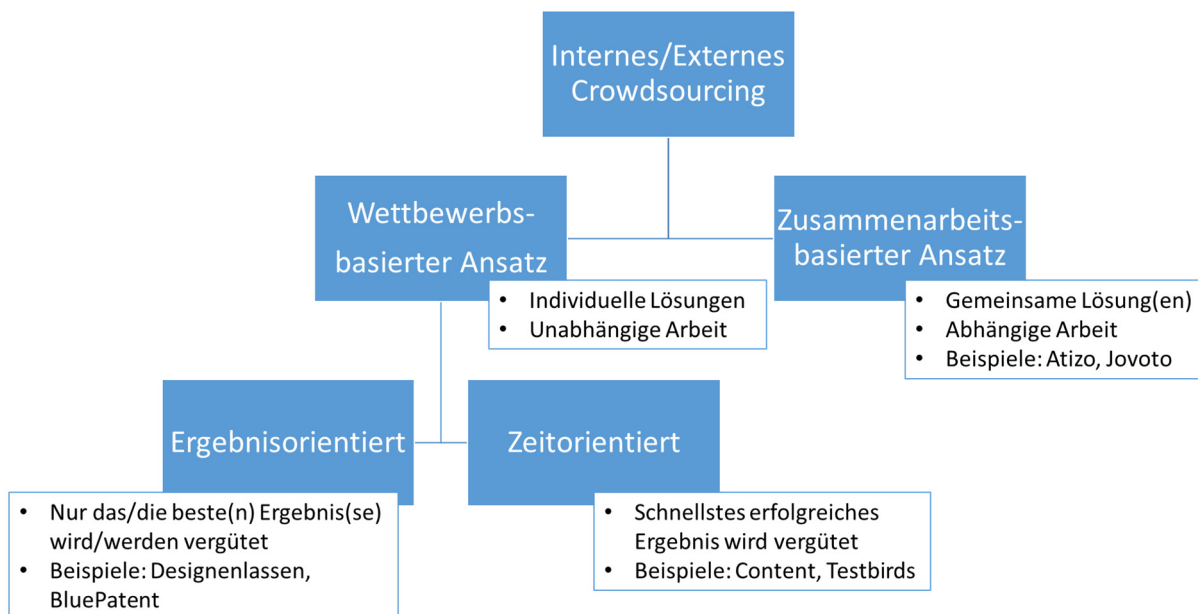 Internes/Externes
Crowdsourcing
Wettbewerbs-
basierter Ansatz
• Individuelle Lösungen
• Unabhängige Arbeit
Zusammenarbeits-
basierter Ansatz
• Gemeinsame Lösung(en)
• Abhängige Arbeit
• Beispiele: Atizo, Jovoto
Ergebnisorientiert
• Nur das/die beste(n) Ergebnis(se)
wird/werden vergütet
• Beispiele: Designenlassen,
BluePatent
Zeitorientiert
• Schnellstes erfolgreiches
Ergebnis wird vergütet
• Beispiele: Content, Testbirds